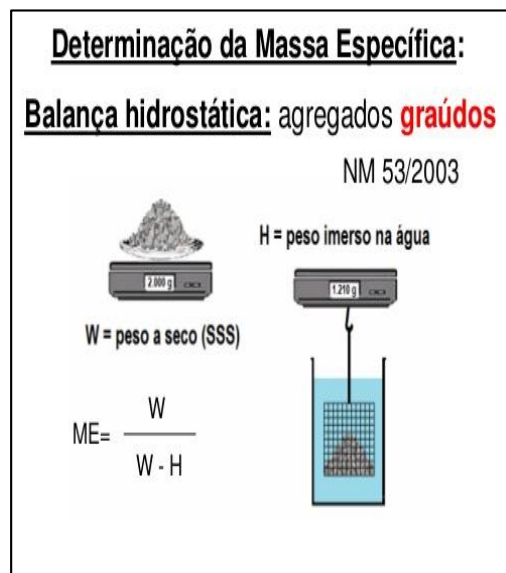 Determinação da Massa Específica:
Balança hidrostática: agregados graúdos
NM 53/2003
H = peso imerso na água
2.000 g
1.210 g
W = peso a seco (SSS)
ME= W
W - H